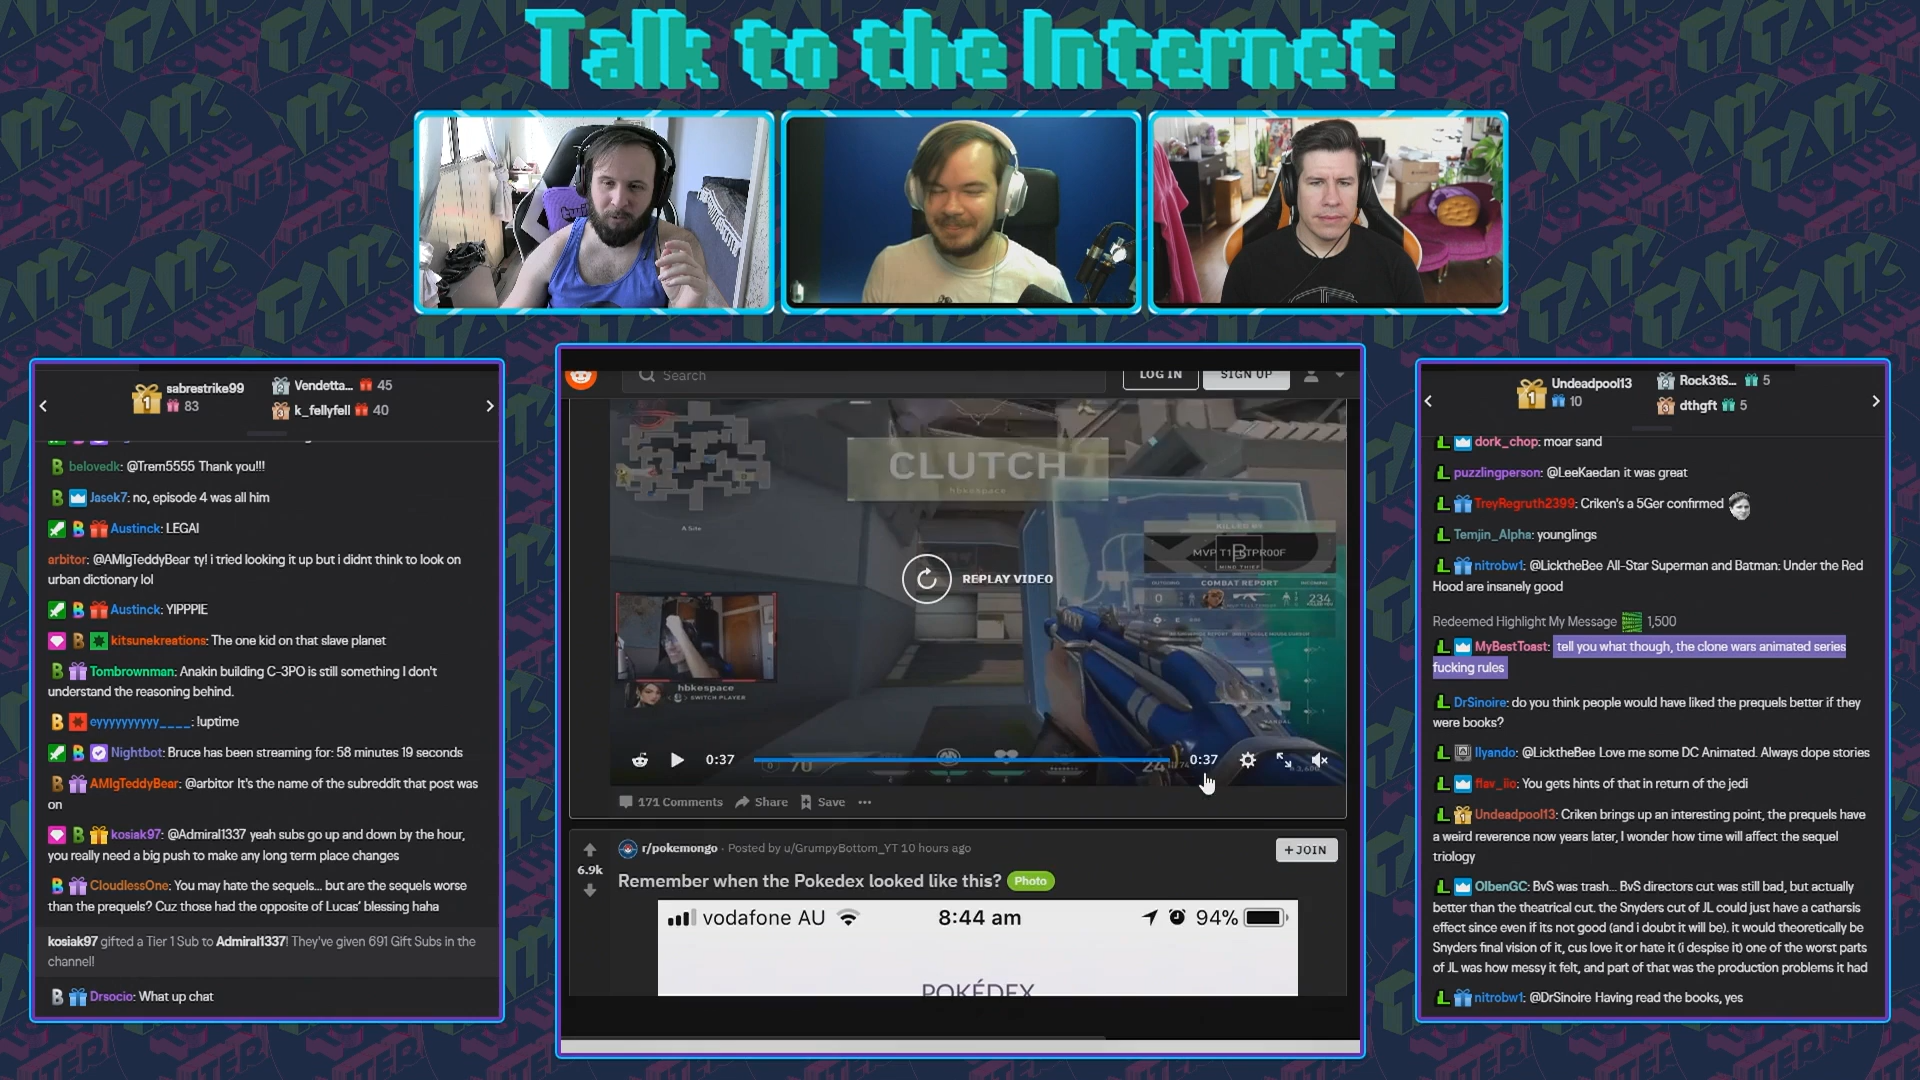 Talk to the Internet
sabrestrike99
83
Vendetta... 45
k_fellyfell 40
belovedk: @Trem5555 Thank you!!!
Jasek7: no, episode 4 was all him
Austinck: LEGAI
arbitor: @AMIgTeddyBear ty! i tried looking it up but i didnt think to look on
urban dictionary lol
Austinck: YIPPPIE
kitsunekreations: The one kid on that slave planet
Tombrownman: Anakin building C-3PO is still something I don't
understand the reasoning behind.
eyyyyyyyyyy____: !uptime
Nightbot: Bruce has been streaming for: 58 minutes 19 seconds
AMIgTeddyBear: @arbitor It's the name of the subreddit that post was
on
kosiak97: @Admiral1337 yeah subs go up and down by the hour,
you really need a big push to make any long term place changes
CloudlessOne: You may hate the sequels... but are the sequels worse
than the prequels? Cuz those had the opposite of Lucas' blessing haha
kosiak97 gifted a Tier 1 Sub to Admiral1337! They've given 691 Gift Subs in the
channel!
Drsocio: What up chat
Search
LOG IN
SIGN UP
CLUTCH
hbkespace
A Site
KILLED BY
MVP T1
COMBAT REPORT
234
REPLAY VIDEO
hbkespace
SWITCH PLAYER
0:37
0:37
171 Comments
Share
Save
r/pokemongo · Posted by u/GrumpyBottom_YT 10 hours ago
+ JOIN
6.9k
Remember when the Pokedex looked like this? Photo
vodafone AU
8:44 am
94%
POKÉDEX
Undeadpool13
10
Rock3tS... 5
dthgft 5
dork_chop: moar sand
puzzlingperson: @LeeKaedan it was great
TreyRegruth2399: Criken's a 5Ger confirmed
Temjin_Alpha: younglings
nitrobw1: @LicktheBee All-Star Superman and Batman: Under the Red
Hood are insanely good
Redeemed Highlight My Message 1,500
MyBestToast: tell you what though, the clone wars animated series
fucking rules
DrSinoire: do you think people would have liked the prequels better if they
were books?
Ilyando: @LicktheBee Love me some DC Animated. Always dope stories
flav_iio: You gets hints of that in return of the jedi
Undeadpool13: Criken brings up an interesting point, the prequels have
a weird reverence now years later, I wonder how time will affect the sequel
triology
OlbenGC: BvS was trash... BvS directors cut was still bad, but actually
better than the theatrical cut. the Snyders cut of JL could just have a catharsis
effect since even if its not good (and i doubt it will be). it would theoretically be
Snyders final vision of it, cus love it or hate it (i despise it) one of the worst parts
of JL was how messy it felt, and part of that was the production problems it had
nitrobw1: @DrSinoire Having read the books, yes